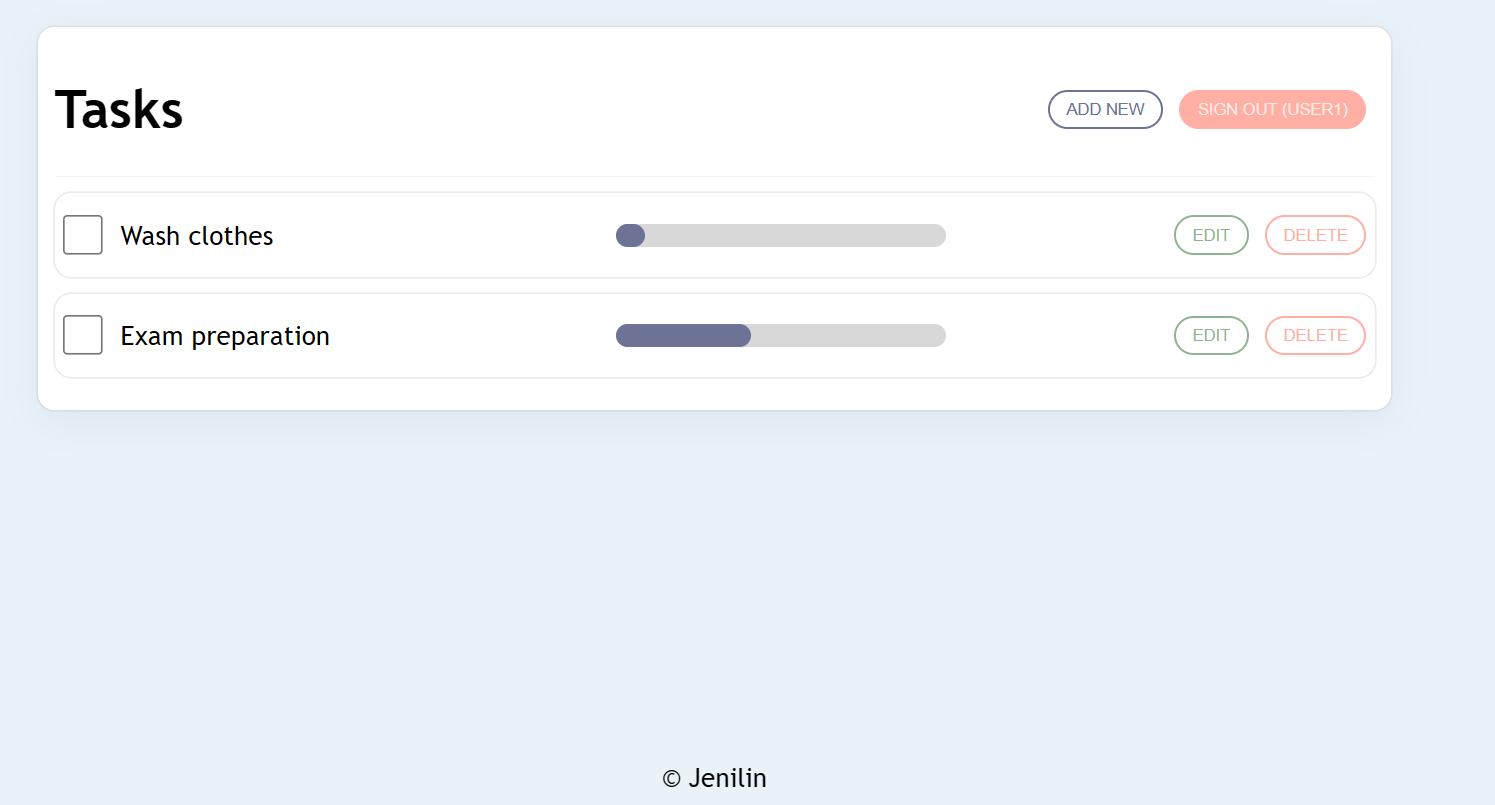 Tasks
ADD NEW
SIGN OUT (USER1)
Wash clothes
EDIT
DELETE
Exam preparation
EDIT
DELETE
© Jenilin